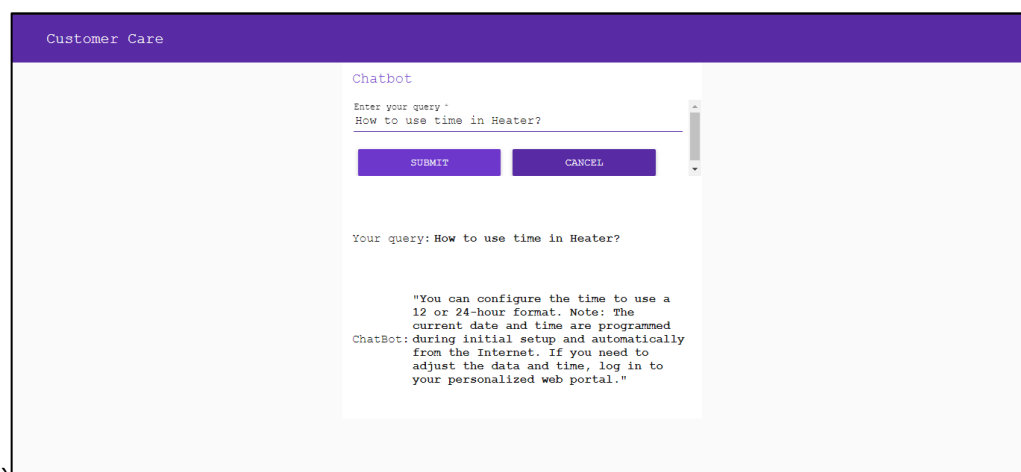 Customer Care
Chatbot
Enter your query *
How to use time in Heater?
SUBMIT CANCEL
Your query: How to use time in Heater?
"You can configure the time to use a
12 or 24-hour format. Note: The
current date and time are programmed
ChatBot: during initial setup and automatically
from the Internet. If you need to
adjust the data and time, log in to
your personalized web portal."
)